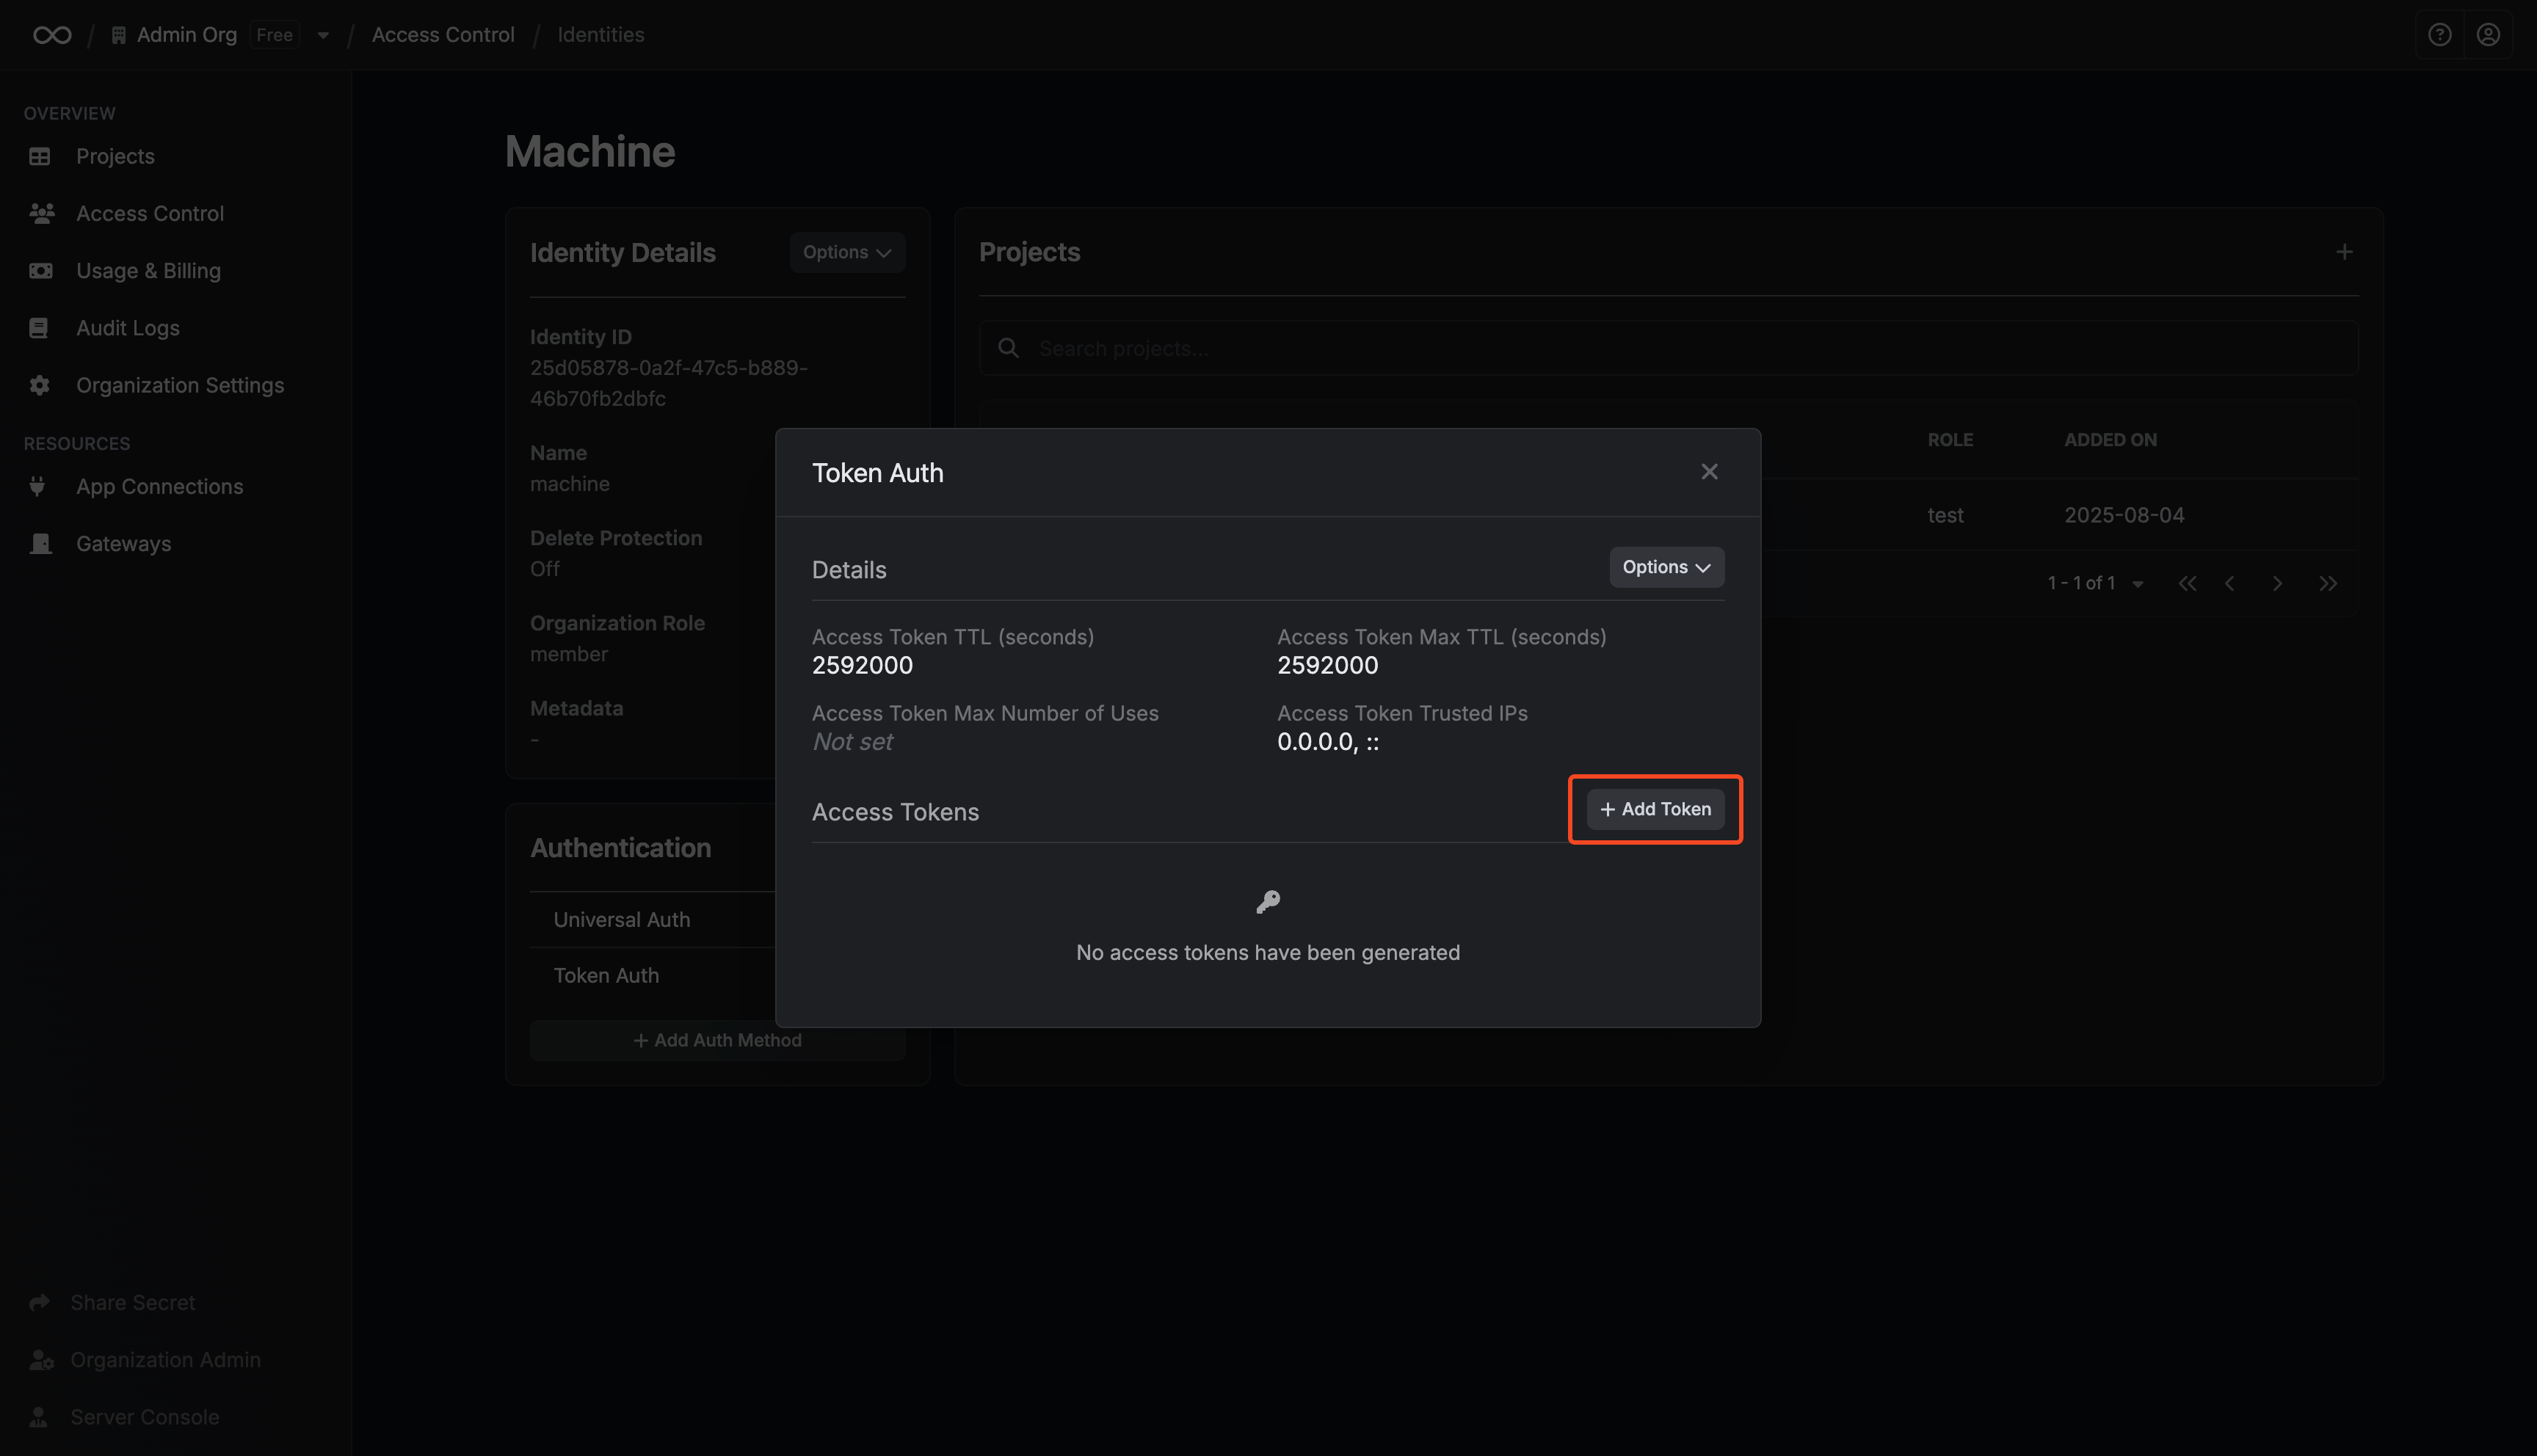 / Admin Org Free / Access Control / Identities
OVERVIEW
Projects
Access Control
Usage & Billing
Audit Logs
Organization Settings
RESOURCES
App Connections
Gateways
Share Secret
Organization Admin
Server Console
Machine
Identity Details
Options
Identity ID
25d05878-0a2f-47c5-b889-
46b70fb2dbfc
Name
machine
Delete Protection
Off
Organization Role
member
Metadata
-
Authentication
Universal Auth
Token Auth
+ Add Auth Method
Projects
+
Search projects...
ROLE ADDED ON
test 2025-08-04
1 - 1 of 1
Token Auth
Details
Options
Access Token TTL (seconds) Access Token Max TTL (seconds)
2592000 2592000
Access Token Max Number of Uses Access Token Trusted IPs
Not set 0.0.0.0, ::
Access Tokens
+ Add Token
No access tokens have been generated